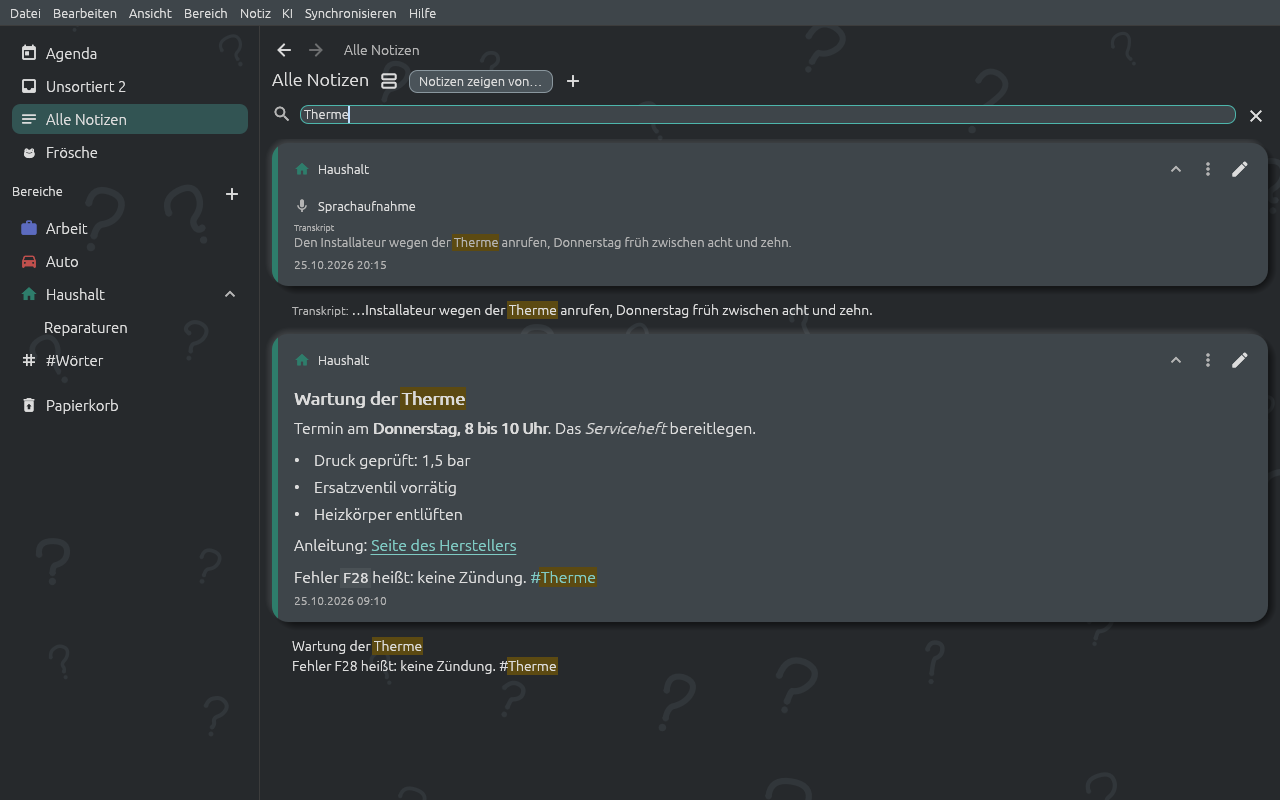 Datei Bearbeiten Ansicht Bereich Notiz KI Synchronisieren Hilfe
Agenda
Unsortiert 2
Alle Notizen
Frösche
Bereiche
Arbeit
Auto
Haushalt
Reparaturen
#Wörter
Papierkorb
Alle Notizen
Alle Notizen Notizen zeigen von…
Therme
Haushalt
Sprachaufnahme
Transkript
Den Installateur wegen der Therme anrufen, Donnerstag früh zwischen acht und zehn.
25.10.2026 20:15
Transkript: …Installateur wegen der Therme anrufen, Donnerstag früh zwischen acht und zehn.
Haushalt
Wartung der Therme
Termin am Donnerstag, 8 bis 10 Uhr. Das Serviceheft bereitlegen.
• Druck geprüft: 1,5 bar
• Ersatzventil vorrätig
• Heizkörper entlüften
Anleitung: Seite des Herstellers
Fehler F28 heißt: keine Zündung. #Therme
25.10.2026 09:10
Wartung der Therme
Fehler F28 heißt: keine Zündung. #Therme